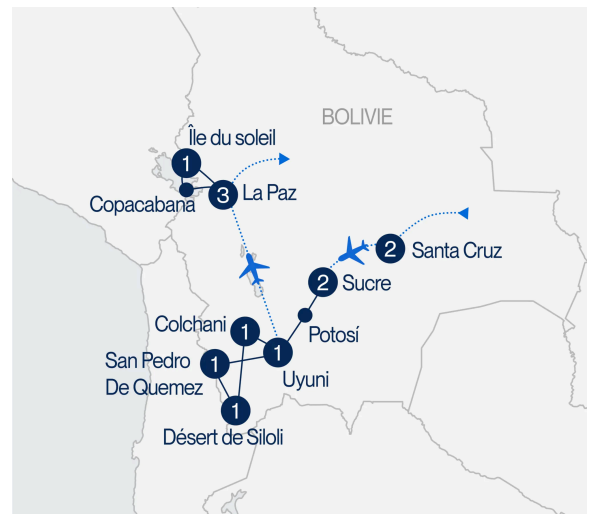 BOLIVIE
Île du soleil
1
Copacabana
3 La Paz
2 Santa Cruz
2 Sucre
Potosí
Colchani 1
1 Uyuni
San Pedro
De Quemez 1
1
Désert de Siloli